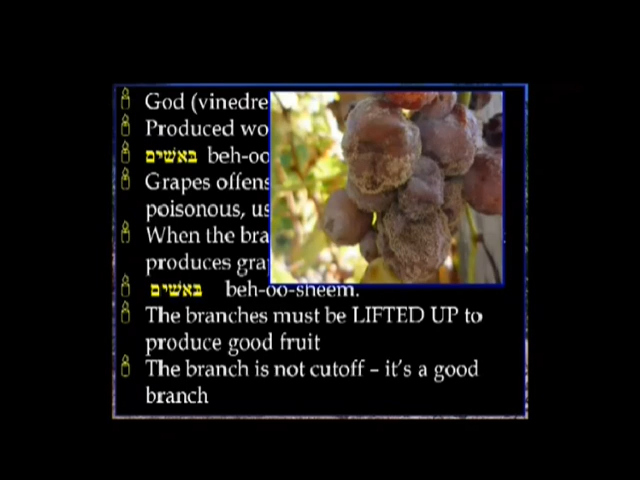 God (vinedre
Produced wo
באשים beh-oo
Grapes offens
poisonous, us
When the bra
produces gra
באשים beh-oo-sheem.
The branches must be LIFTED UP to
produce good fruit
The branch is not cutoff – it's a good
branch